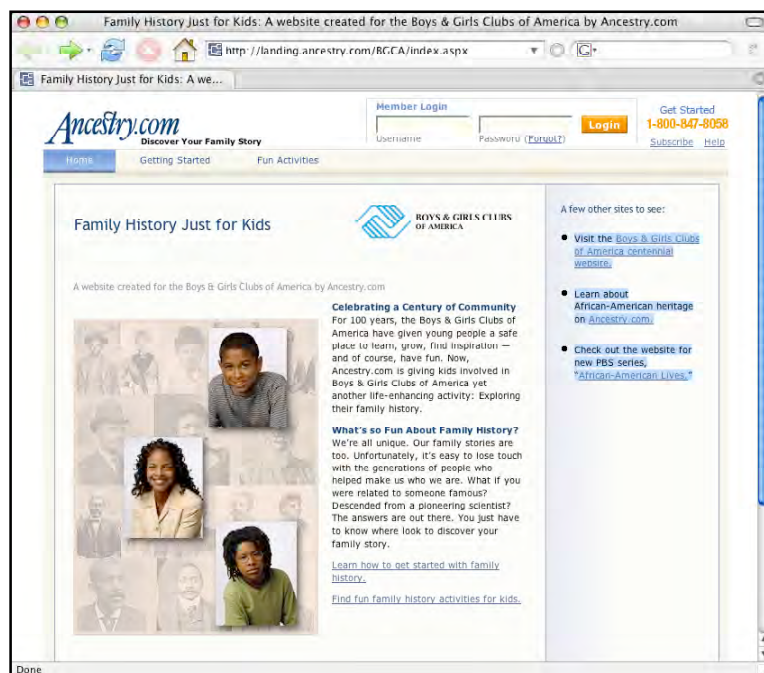 Family History Just for Kids: A website created for the Boys & Girls Clubs of America by Ancestry.com
http://landing.ancestry.com/BGCA/index.aspx
G
Family History Just for Kids: A we...
Ancestry.com
Discover Your Family Story
Member Login
Username
Password (Forgot?)
Login
Get Started
1-800-847-8058
Subscribe Help
Home Getting Started Fun Activities
Family History Just for Kids
BOYS & GIRLS CLUBS
OF AMERICA
A website created for the Boys & Girls Clubs of America by Ancestry.com
Celebrating a Century of Community
For 100 years, the Boys & Girls Clubs of
America have given young people a safe
place to learn, grow, find inspiration —
and of course, have fun. Now,
Ancestry.com is giving kids involved in
Boys & Girls Clubs of America yet
another life-enhancing activity: Exploring
their family history.
What's so Fun About Family History?
We're all unique. Our family stories are
too. Unfortunately, it's easy to lose touch
with the generations of people who
helped make us who we are. What if you
were related to someone famous?
Descended from a pioneering scientist?
The answers are out there. You just have
to know where look to discover your
family story.
Learn how to get started with family
history.
Find fun family history activities for kids.
A few other sites to see:
Visit the Boys & Girls Clubs
of America centennial
website.
Learn about
African-American heritage
on Ancestry.com.
Check out the website for
new PBS series,
"African-American Lives."
Done